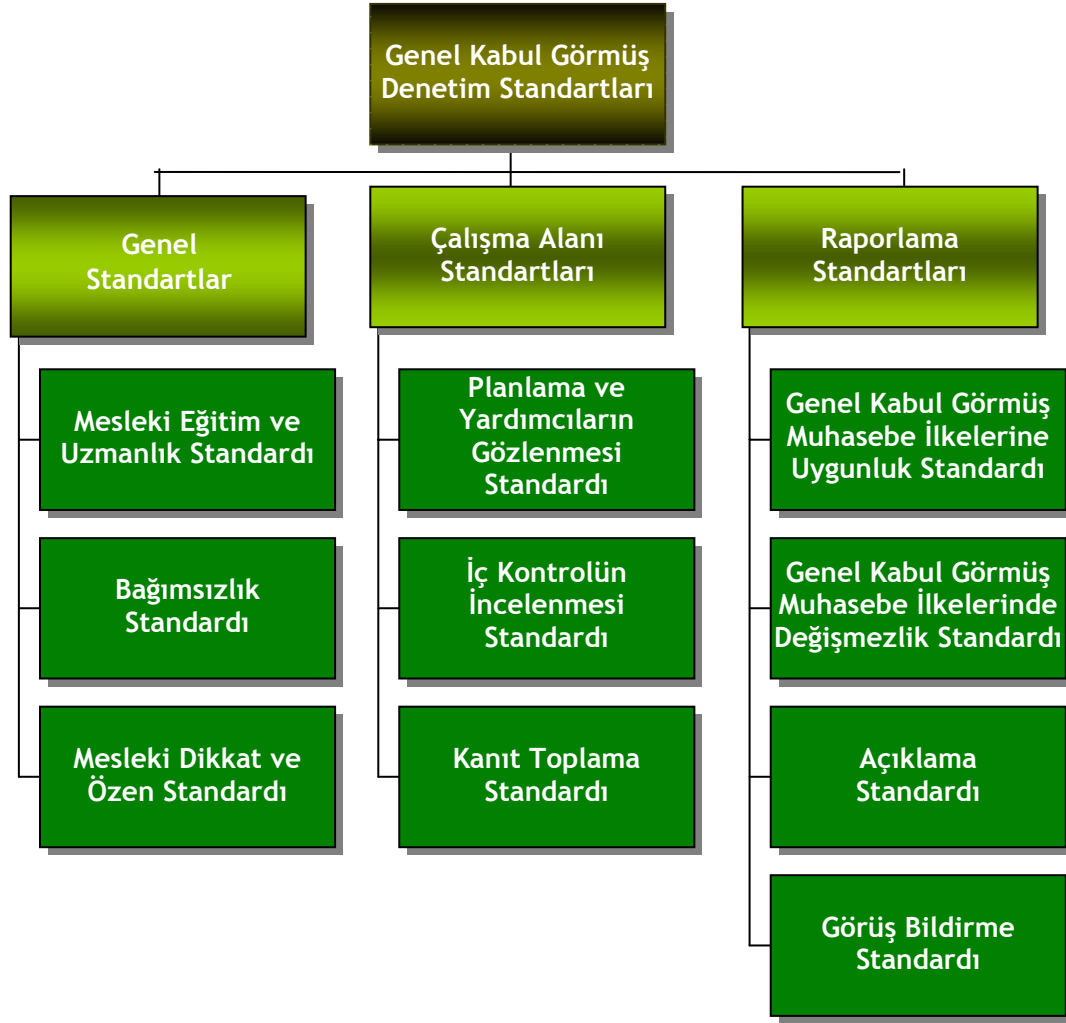 Genel Kabul Görmüş
Denetim Standartları
Genel
Standartlar
Çalışma Alanı
Standartları
Raporlama
Standartları
Mesleki Eğitim ve
Uzmanlık Standardı
Bağımsızlık
Standardı
Mesleki Dikkat ve
Özen Standardı
Planlama ve
Yardımcıların
Gözlenmesi
Standardı
İç Kontrolün
İncelenmesi
Standardı
Kanıt Toplama
Standardı
Genel Kabul Görmüş
Muhasebe İlkelerine
Uygunluk Standardı
Genel Kabul Görmüş
Muhasebe İlkelerinde
Değişmezlik Standardı
Açıklama
Standardı
Görüş Bildirme
Standardı